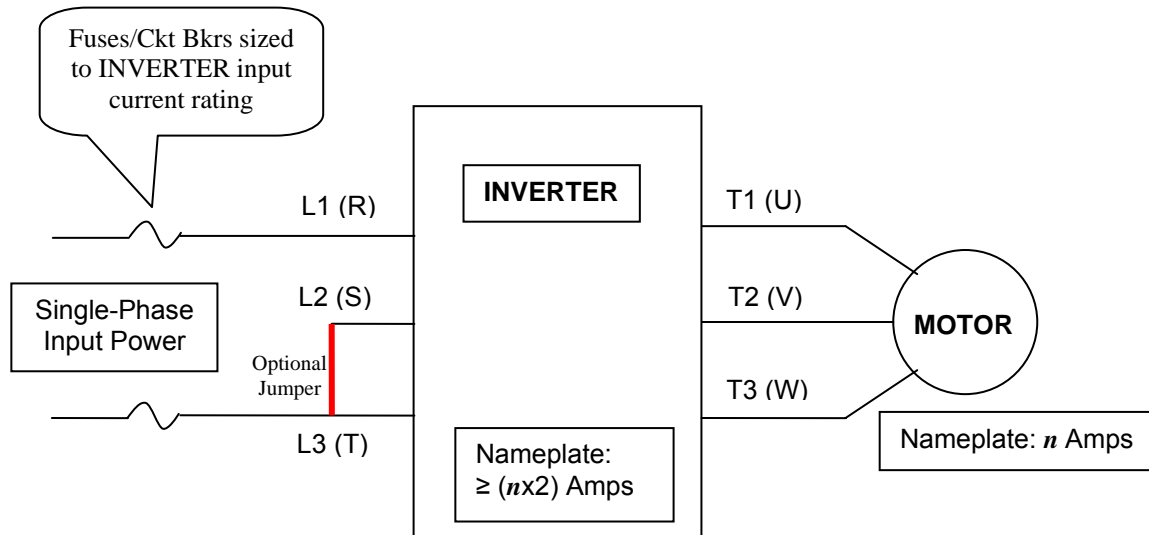 Fuses/Ckt Bkrs sized
to INVERTER input
current rating
INVERTER
L1 (R)
T1 (U)
Single-Phase
Input Power
L2 (S)
T2 (V)
MOTOR
Optional
Jumper
L3 (T)
T3 (W)
Nameplate:
≥ (nx2) Amps
Nameplate: n Amps